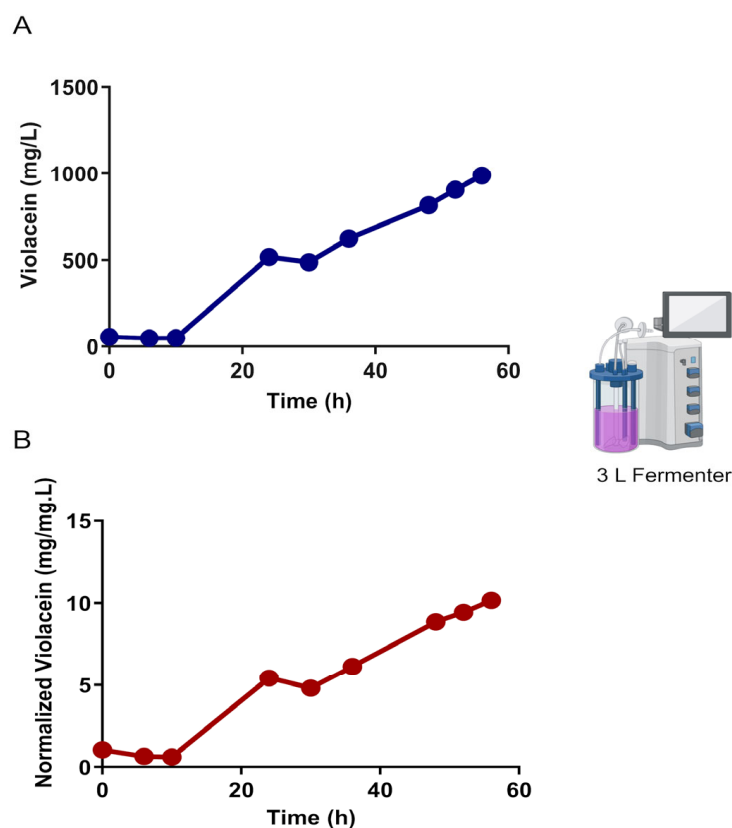 A
1500
1000
500
0
Violacein (mg/L)
0 20 40 60
Time (h)
3 L Fermenter
B
15
10
5
0
Normalized Violacein (mg/mg.L)
0 20 40 60
Time (h)